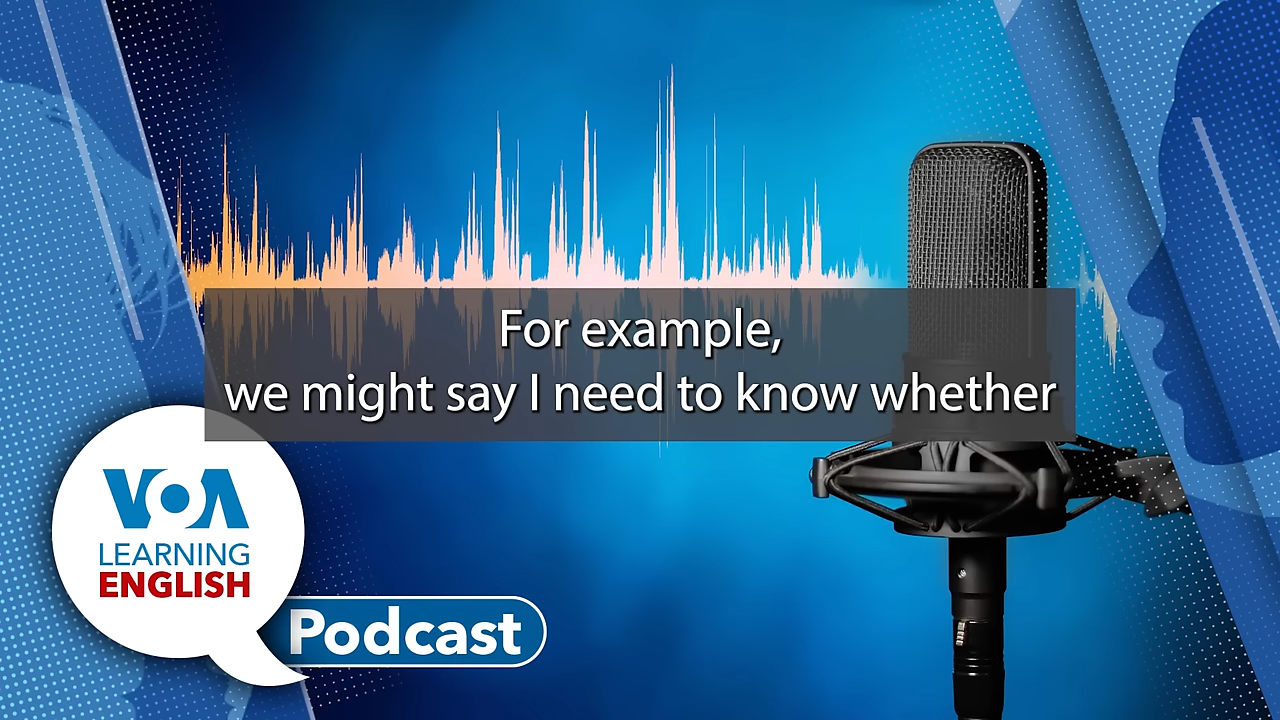 For example,
we might say I need to know whether
VOA
LEARNING
ENGLISH
Podcast